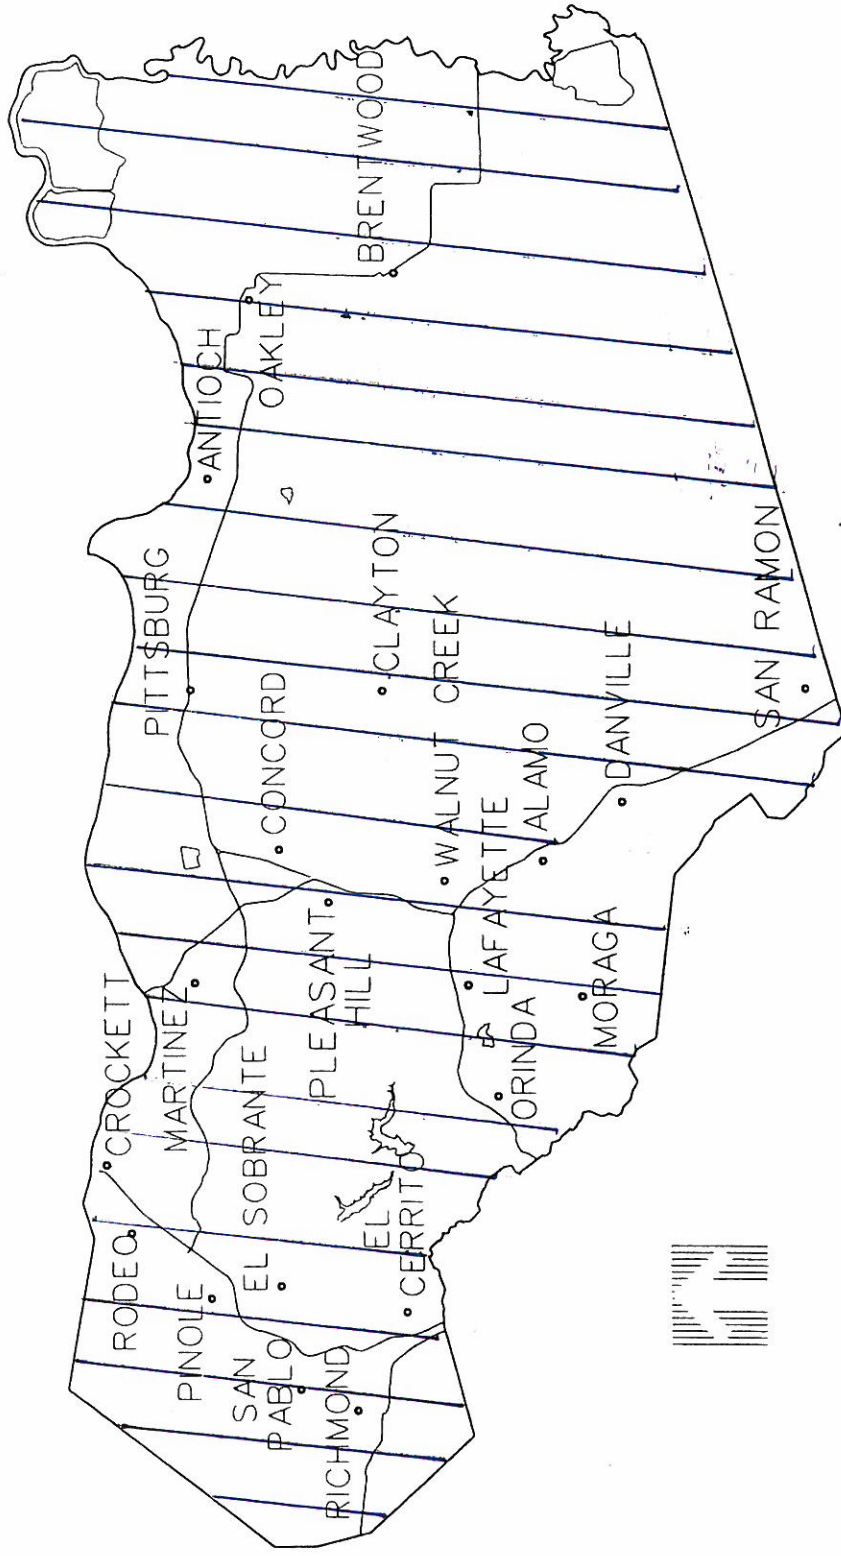 CROCKETT
RODEO
MARTINEZ
PINOLE
EL SOBRANTE
SAN
PABLO
RICHMOND
EL
CERRITO
PLEASANT
HILL
ORINDA
LAFAYETTE
MORAGA
PITTSBURG
ANTIOCH
OAKLEY
BRENTWOOD
CONCORD
CLAYTON
WALNUT CREEK
ALAMO
DANVILLE
SAN RAMON